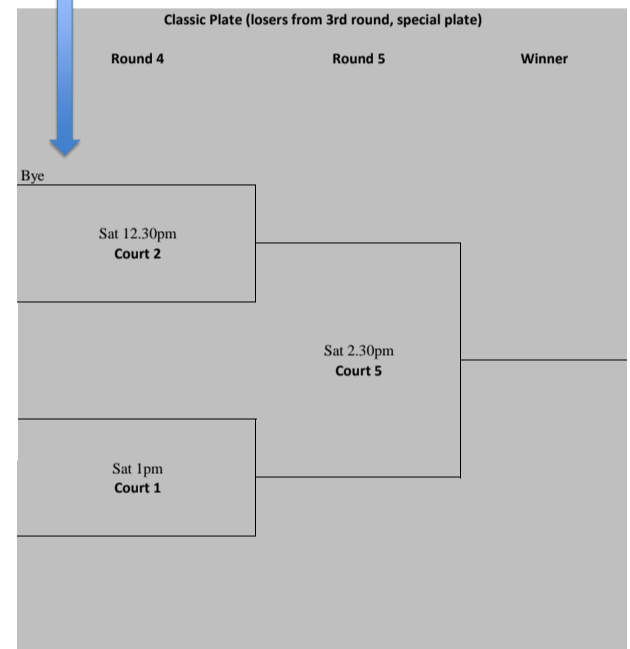 Classic Plate (losers from 3rd round, special plate)
Round 4 Round 5 Winner
Bye
Sat 12.30pm
Court 2
Sat 2.30pm
Court 5
Sat 1pm
Court 1